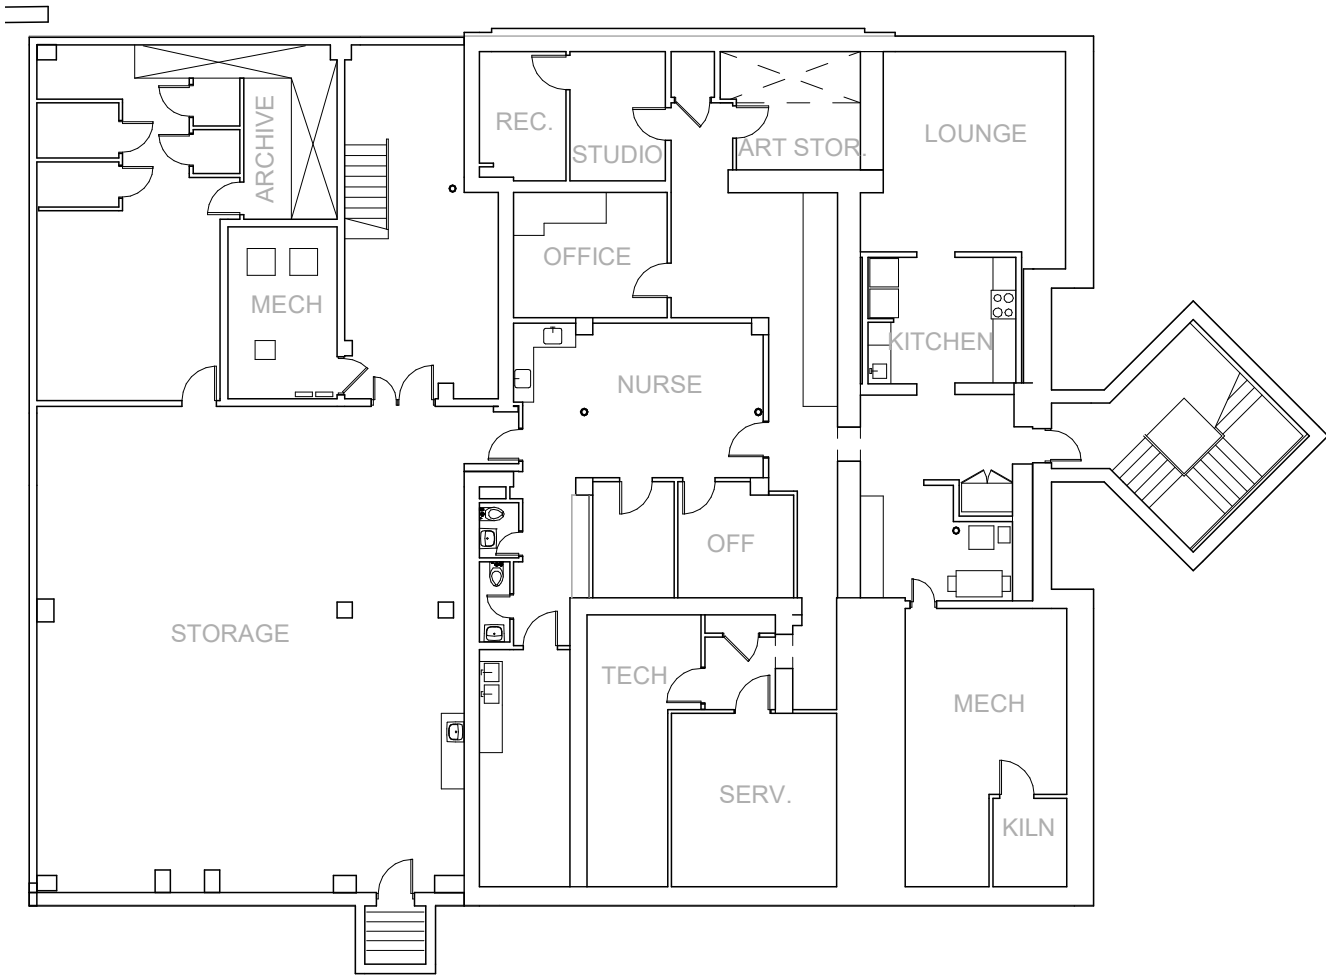 REC.
STUDIO
ART STOR.
LOUNGE
ARCHIVE
OFFICE
MECH
KITCHEN
NURSE
OFF
STORAGE
TECH
MECH
SERV.
KILN